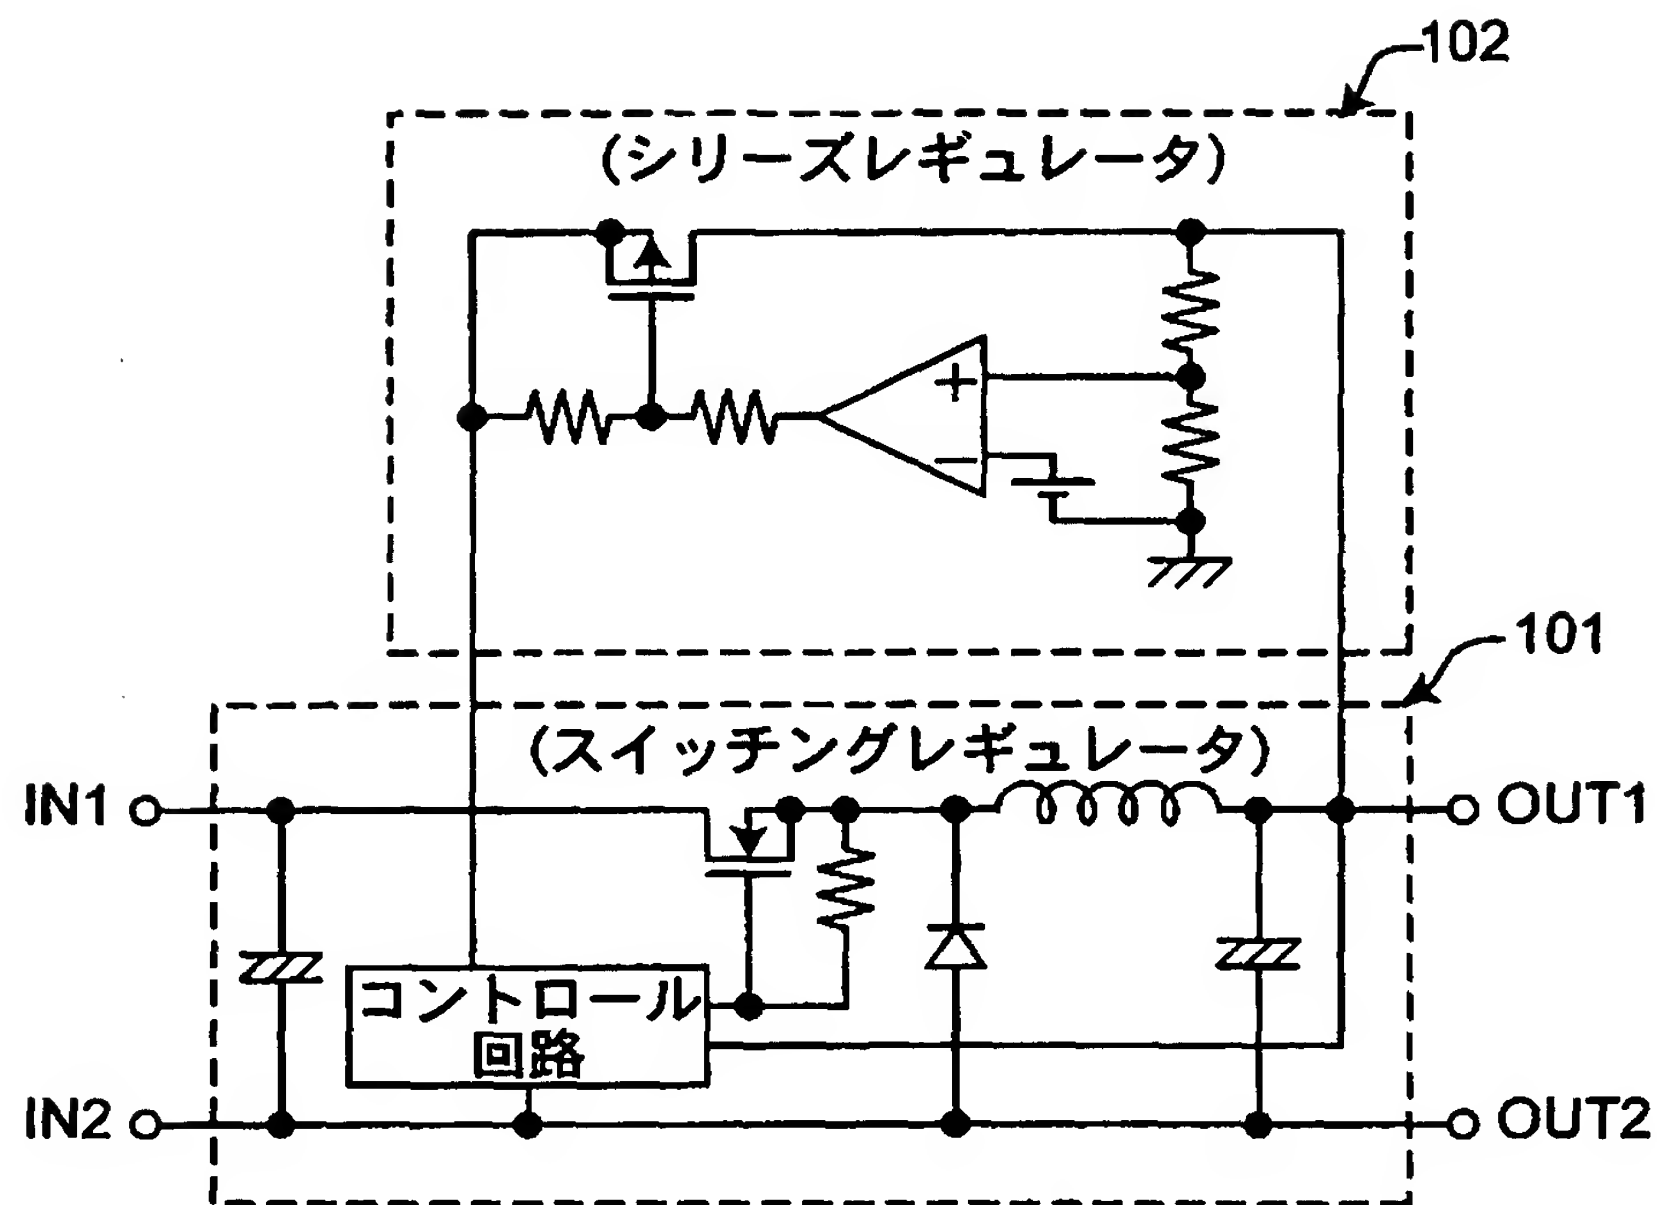 102
(シリーズレギュレータ)
+
−
101
(スイッチングレギュレータ)
IN1
OUT1
コントロール
回路
IN2
OUT2